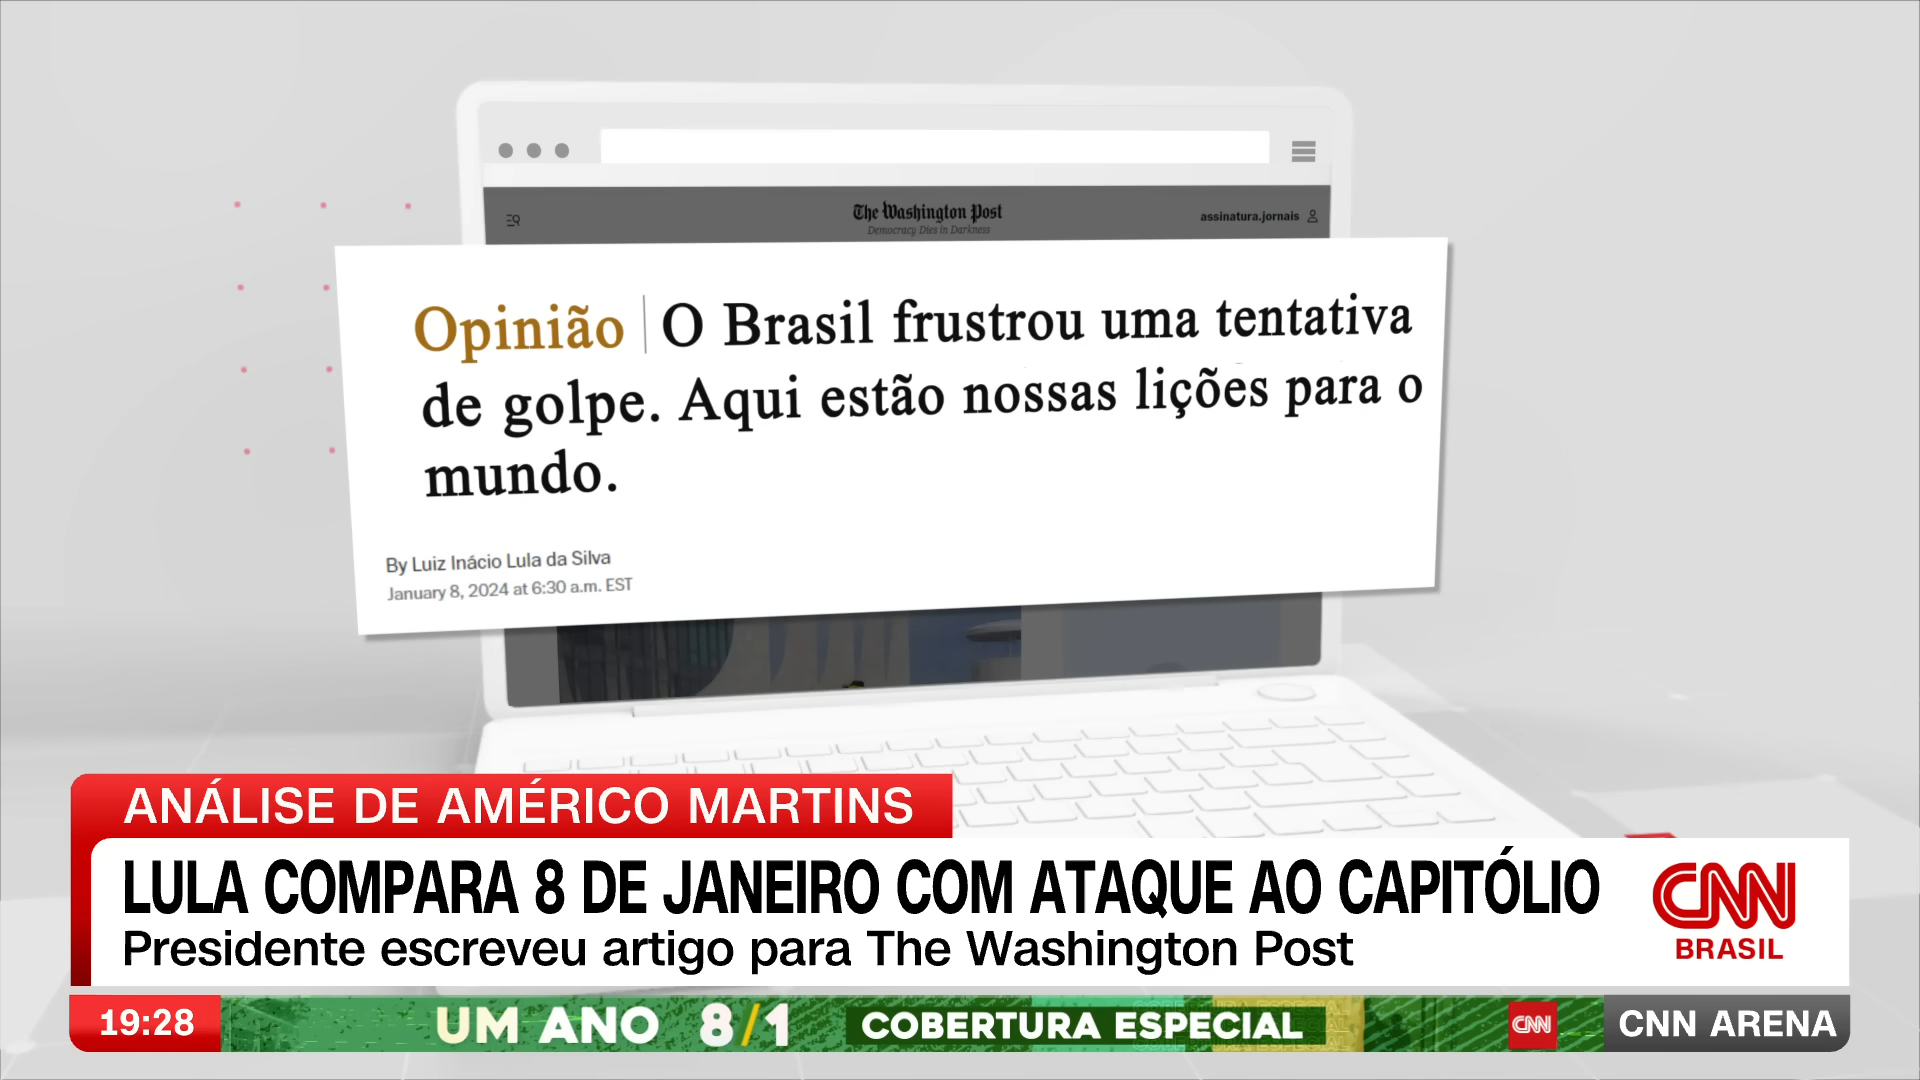 The Washington Post
Democracy Dies in Darkness
assinatura.jornais
Opinião | O Brasil frustrou uma tentativa
de golpe. Aqui estão nossas lições para o
mundo.
By Luiz Inácio Lula da Silva
January 8, 2024 at 6:30 a.m. EST
ANÁLISE DE AMÉRICO MARTINS
LULA COMPARA 8 DE JANEIRO COM ATAQUE AO CAPITÓLIO
Presidente escreveu artigo para The Washington Post
CNN
BRASIL
19:28
UM ANO 8/1
COBERTURA ESPECIAL
CNN
CNN ARENA